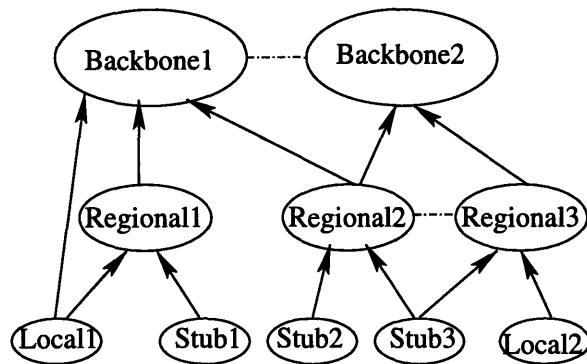 Backbone1
Backbone2
Regional1
Regional2
Regional3
Local1
Stub1
Stub2
Stub3
Local2